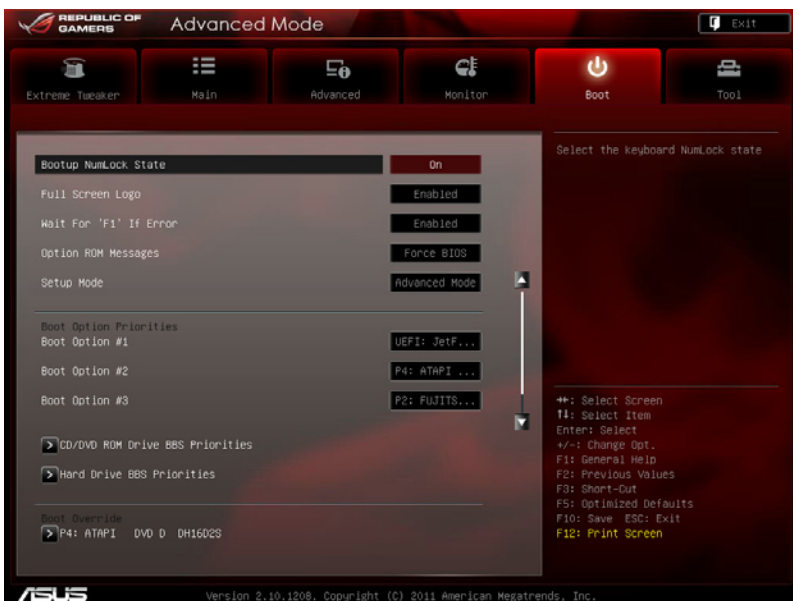 REPUBLIC OF GAMERS
Advanced Mode
Exit
Extreme Tweaker
Main
Advanced
Monitor
Boot
Tool
Bootup NumLock State On
Full Screen Logo Enabled
Wait For 'F1' If Error Enabled
Option ROM Messages Force BIOS
Setup Mode Advanced Mode
Boot Option Priorities
Boot Option #1 UEFI: JetF...
Boot Option #2 P4: ATAPI ...
Boot Option #3 P2: FUJITS...
CD/DVD ROM Drive BBS Priorities
Hard Drive BBS Priorities
Boot Override
P4: ATAPI DVD D DH16D2S
Select the keyboard NumLock state
→←: Select Screen
↑↓: Select Item
Enter: Select
+/-: Change Opt.
F1: General Help
F2: Previous Values
F3: Short-Cut
F5: Optimized Defaults
F10: Save ESC: Exit
F12: Print Screen
ASUS
Version 2.10.1208. Copyright (C) 2011 American Megatrends, Inc.